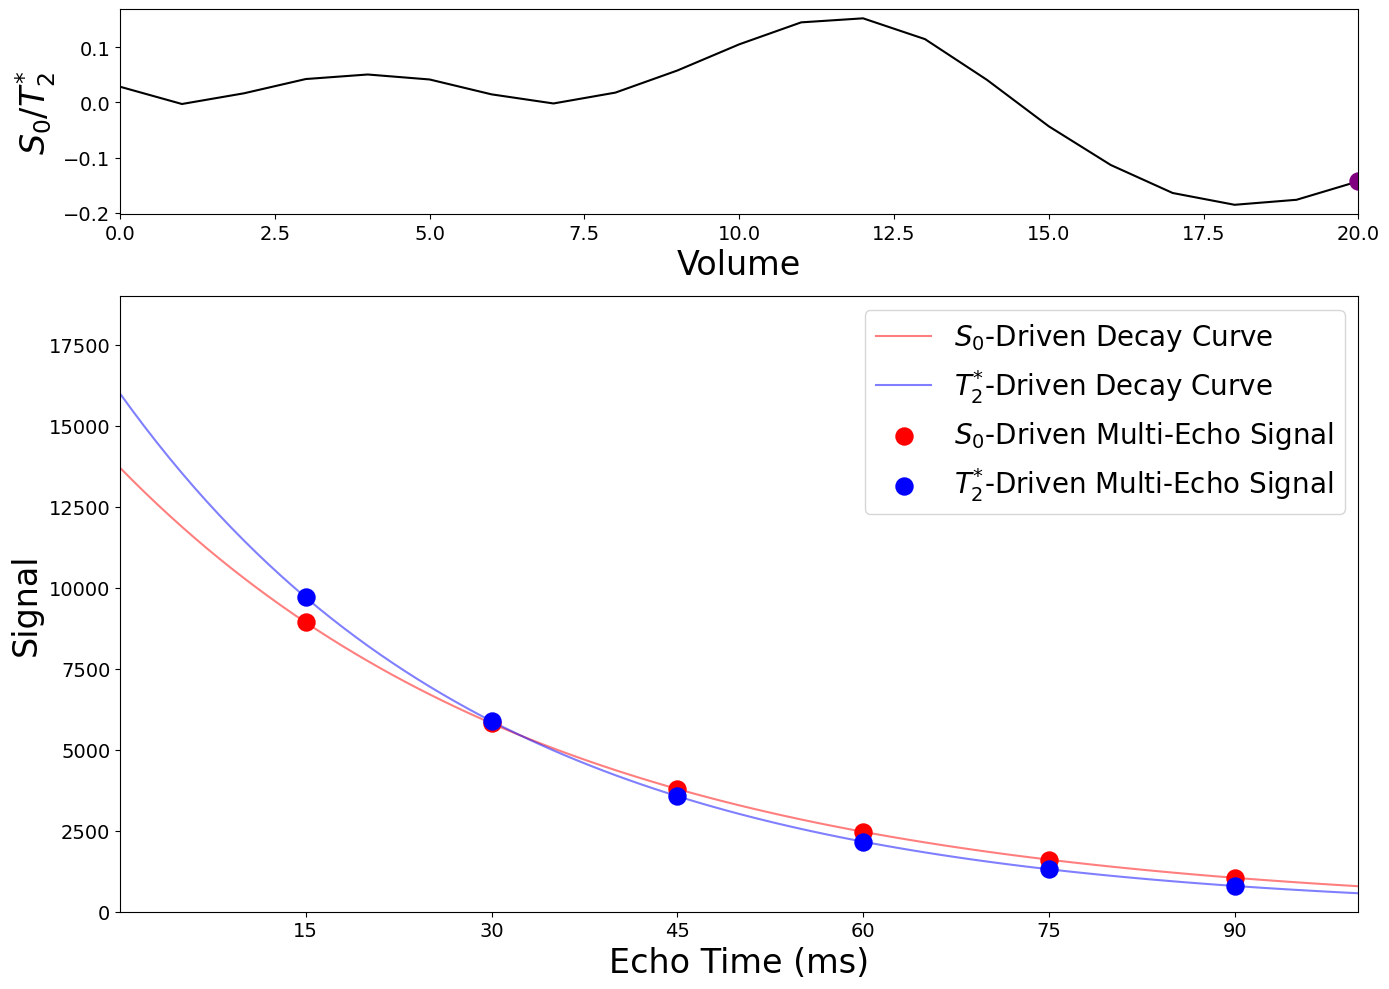 0.1
0.0
−0.1
−0.2
S₀/T₂*
0.0 2.5 5.0 7.5 10.0 12.5 15.0 17.5 20.0
Volume
17500
15000
12500
10000
7500
5000
2500
0
Signal
S₀-Driven Decay Curve
T₂*-Driven Decay Curve
S₀-Driven Multi-Echo Signal
T₂*-Driven Multi-Echo Signal
15 30 45 60 75 90
Echo Time (ms)